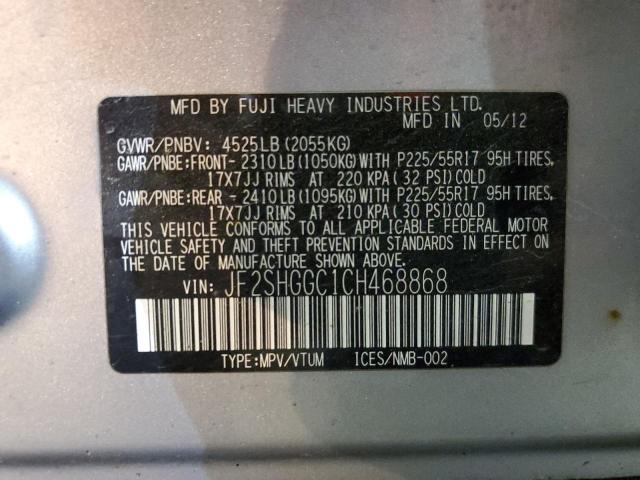 MFD BY FUJI HEAVY INDUSTRIES LTD.
MFD IN 05/12
GVWR/PNBV: 4525LB(2055KG)
GAWR/PNBE:FRONT- 2310LB(1050KG)WITH P225/55R17 95H TIRES,
17X7JJ RIMS AT 220 KPA(32 PSI)COLD
GAWR/PNBE:REAR - 2410LB(1095KG)WITH P225/55R17 95H TIRES,
17X7JJ RIMS AT 210 KPA(30 PSI)COLD
THIS VEHICLE CONFORMS TO ALL APPLICABLE FEDERAL MOTOR
VEHICLE SAFETY AND THEFT PREVENTION STANDARDS IN EFFECT ON
THE DATE OF MANUFACTURE SHOWN ABOVE.
VIN: JF2SHGGC1CH468868
TYPE:MPV/VTUM ICES/NMB-002